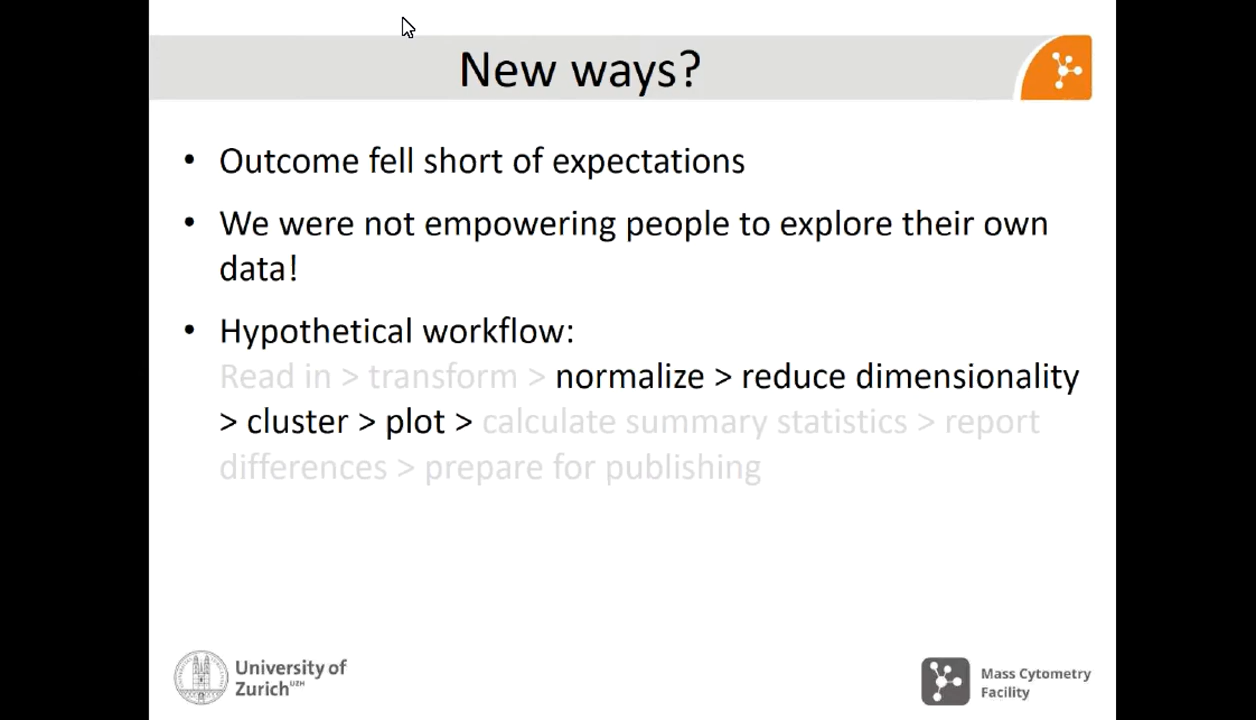 New ways?
• Outcome fell short of expectations
• We were not empowering people to explore their own
data!
• Hypothetical workflow:
Read in > transform > normalize > reduce dimensionality
> cluster > plot > calculate summary statistics > report
differences > prepare for publishing
University of
Zurich UZH
Mass Cytometry
Facility